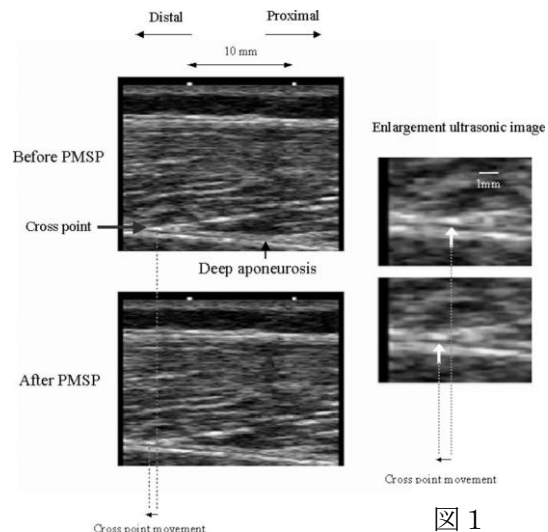 Distal
Proximal
10 mm
Before PMSP
Cross point
Deep aponeurosis
After PMSP
Cross point movement
Enlargement ultrasonic image
1mm
Cross point movement
図 1